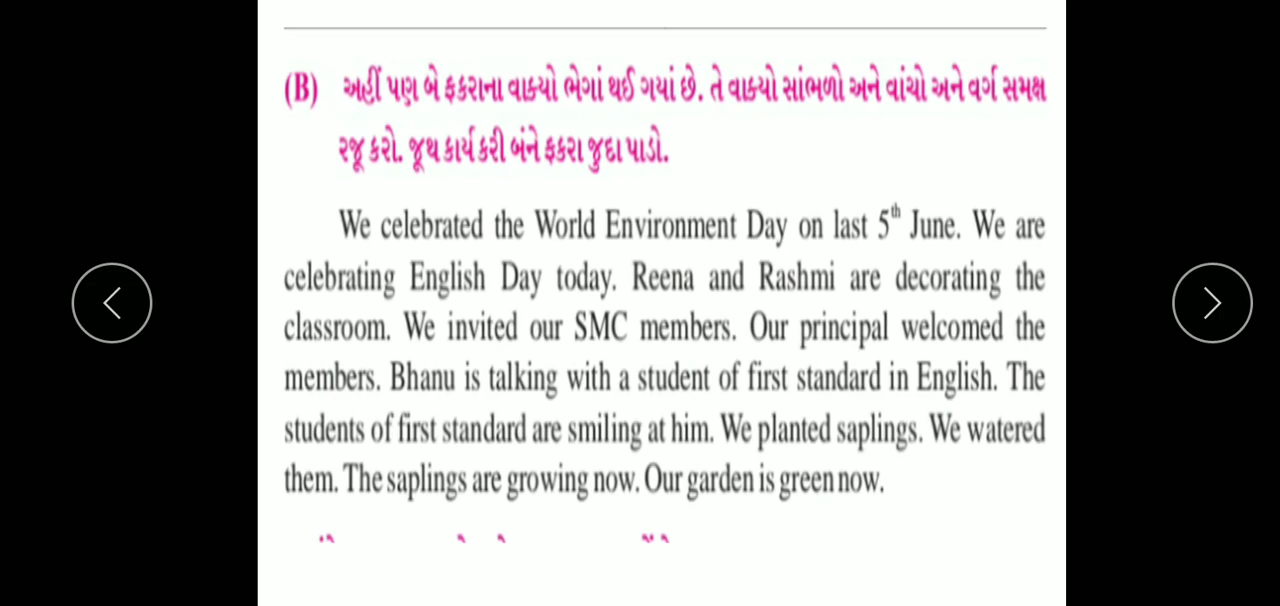 (B) અહીં પણ બે ફકરાના વાક્યો ભેગાં થઈ ગયાં છે. તે વાક્યો સાંભળો અને વાંચો અને વર્ગ સમક્ષ
રજૂ કરો. જૂથ કાર્ય કરી બંને ફકરા જુદા પાડો.
We celebrated the World Environment Day on last 5th June. We are
celebrating English Day today. Reena and Rashmi are decorating the
classroom. We invited our SMC members. Our principal welcomed the
members. Bhanu is talking with a student of first standard in English. The
students of first standard are smiling at him. We planted saplings. We watered
them. The saplings are growing now. Our garden is green now.